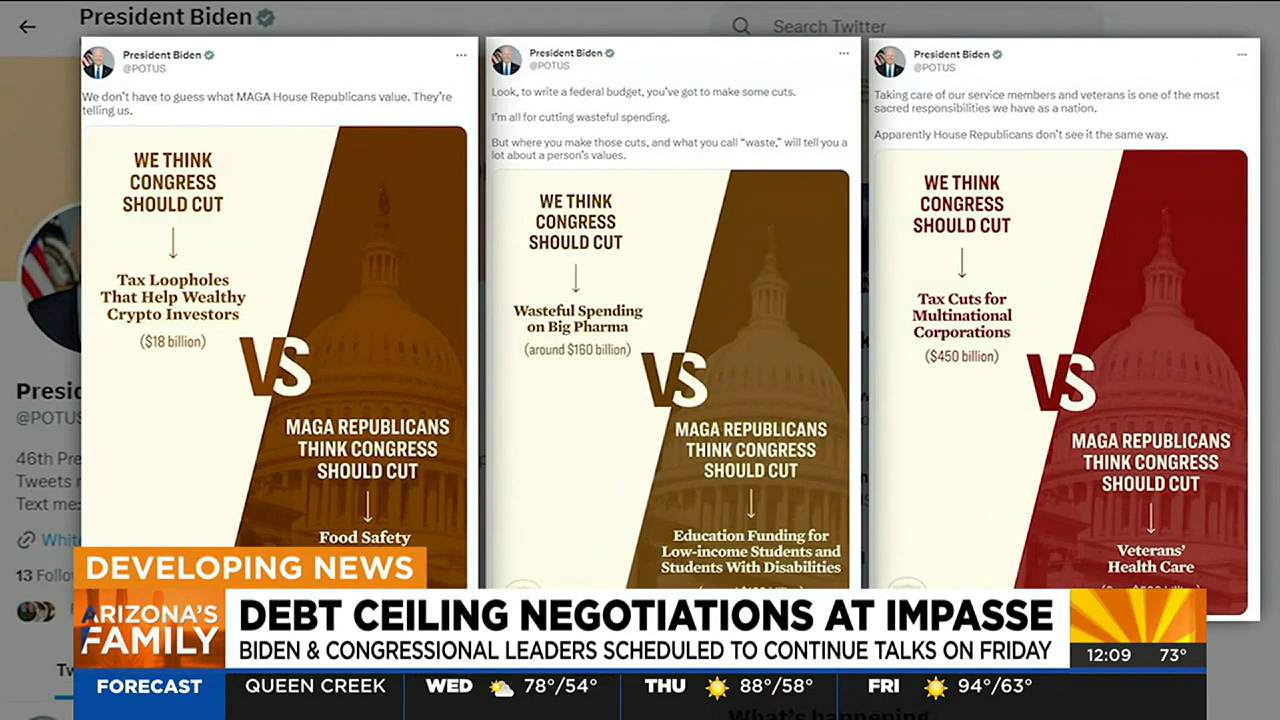 President Biden
Search Twitter
President Biden
@POTUS
We don't have to guess what MAGA House Republicans value. They're
telling us.
WE THINK
CONGRESS
SHOULD CUT
Tax Loopholes
That Help Wealthy
Crypto Investors
($18 billion)
VS
MAGA REPUBLICANS
THINK CONGRESS
SHOULD CUT
Food Safety
President Biden
@POTUS
Look, to write a federal budget, you've got to make some cuts.
I'm all for cutting wasteful spending.
But where you make those cuts, and what you call "waste," will tell you a
lot about a person's values.
WE THINK
CONGRESS
SHOULD CUT
Wasteful Spending
on Big Pharma
(around $160 billion)
VS
MAGA REPUBLICANS
THINK CONGRESS
SHOULD CUT
Education Funding for
Low-income Students and
Students With Disabilities
President Biden
@POTUS
Taking care of our service members and veterans is one of the most
sacred responsibilities we have as a nation.
Apparently House Republicans don't see it the same way.
WE THINK
CONGRESS
SHOULD CUT
Tax Cuts for
Multinational
Corporations
($450 billion)
VS
MAGA REPUBLICANS
THINK CONGRESS
SHOULD CUT
Veterans'
Health Care
Presid
@POTUS
46th Pre
Tweets
Text me:
White
13 Follo
Tw
DEVELOPING NEWS
ARIZONA'S
FAMILY
DEBT CEILING NEGOTIATIONS AT IMPASSE
BIDEN & CONGRESSIONAL LEADERS SCHEDULED TO CONTINUE TALKS ON FRIDAY
12:09 73°
FORECAST QUEEN CREEK WED 78°/54° THU 88°/58° FRI 94°/63°
What's happening